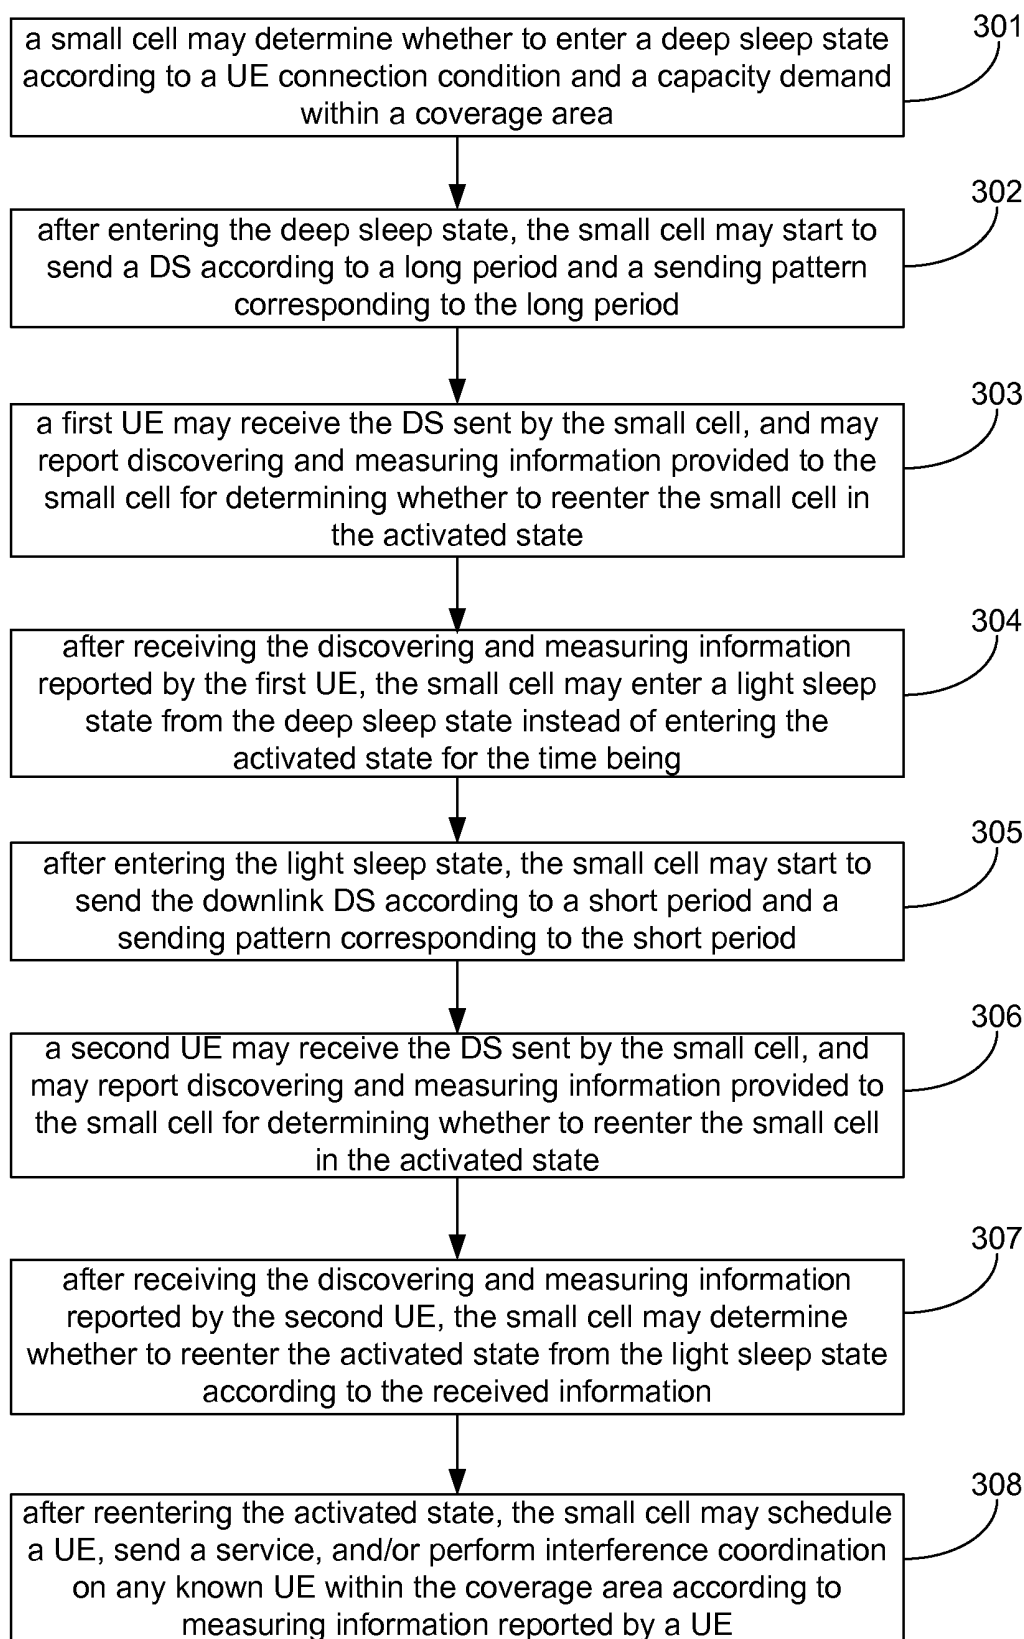 301
a small cell may determine whether to enter a deep sleep state
according to a UE connection condition and a capacity demand
within a coverage area
302
after entering the deep sleep state, the small cell may start to
send a DS according to a long period and a sending pattern
corresponding to the long period
303
a first UE may receive the DS sent by the small cell, and may
report discovering and measuring information provided to the
small cell for determining whether to reenter the small cell in
the activated state
304
after receiving the discovering and measuring information
reported by the first UE, the small cell may enter a light sleep
state from the deep sleep state instead of entering the
activated state for the time being
305
after entering the light sleep state, the small cell may start to
send the downlink DS according to a short period and a
sending pattern corresponding to the short period
306
a second UE may receive the DS sent by the small cell, and
may report discovering and measuring information provided to
the small cell for determining whether to reenter the small cell
in the activated state
307
after receiving the discovering and measuring information
reported by the second UE, the small cell may determine
whether to reenter the activated state from the light sleep state
according to the received information
308
after reentering the activated state, the small cell may schedule
a UE, send a service, and/or perform interference coordination
on any known UE within the coverage area according to
measuring information reported by a UE